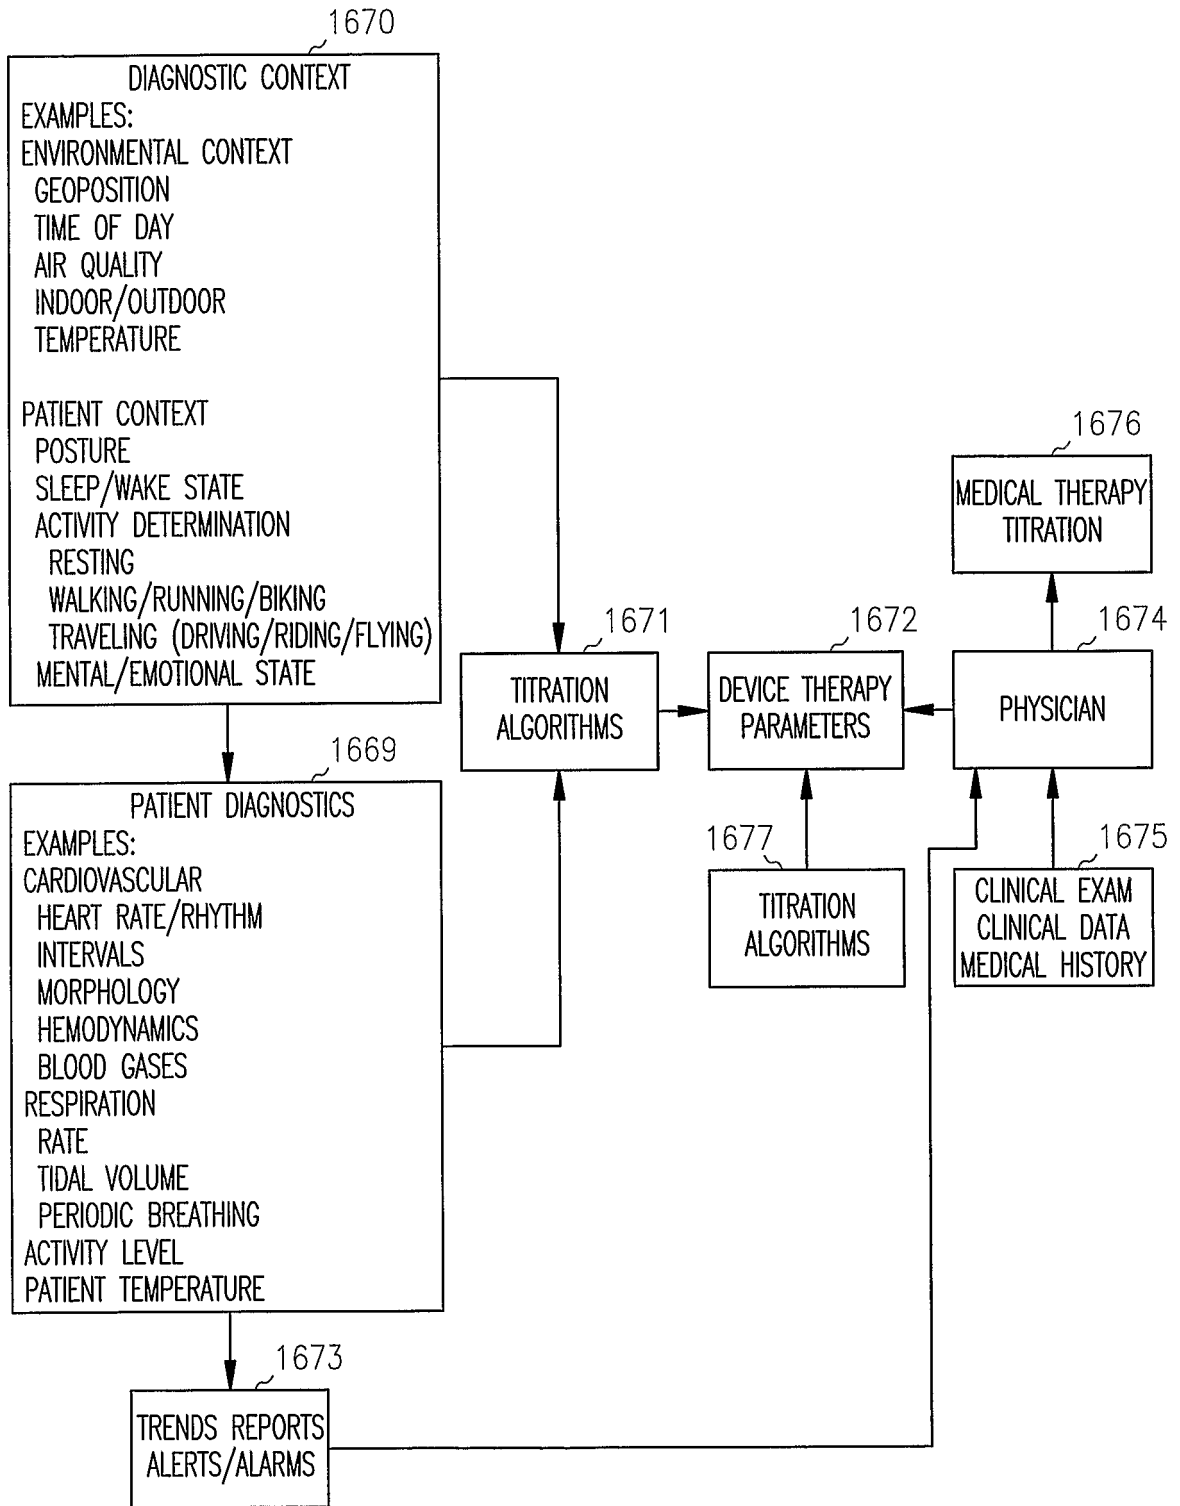 1670
DIAGNOSTIC CONTEXT
EXAMPLES:
ENVIRONMENTAL CONTEXT
GEOPOSITION
TIME OF DAY
AIR QUALITY
INDOOR/OUTDOOR
TEMPERATURE
PATIENT CONTEXT
POSTURE
SLEEP/WAKE STATE
ACTIVITY DETERMINATION
RESTING
WALKING/RUNNING/BIKING
TRAVELING (DRIVING/RIDING/FLYING)
MENTAL/EMOTIONAL STATE
1669
PATIENT DIAGNOSTICS
EXAMPLES:
CARDIOVASCULAR
HEART RATE/RHYTHM
INTERVALS
MORPHOLOGY
HEMODYNAMICS
BLOOD GASES
RESPIRATION
RATE
TIDAL VOLUME
PERIODIC BREATHING
ACTIVITY LEVEL
PATIENT TEMPERATURE
1673
TRENDS REPORTS
ALERTS/ALARMS
1671
TITRATION
ALGORITHMS
1672
DEVICE THERAPY
PARAMETERS
1677
TITRATION
ALGORITHMS
1676
MEDICAL THERAPY
TITRATION
1674
PHYSICIAN
1675
CLINICAL EXAM
CLINICAL DATA
MEDICAL HISTORY